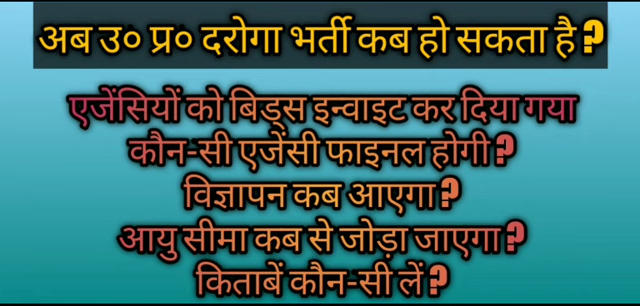 अब उ० प्र० दरोगा भर्ती कब हो सकता है?
एजेंसियों को बिड्स इन्वाइट कर दिया गया
कौन-सी एजेंसी फाइनल होगी?
विज्ञापन कब आएगा?
आयु सीमा कब से जोड़ा जाएगा?
किताबें कौन-सी लें?